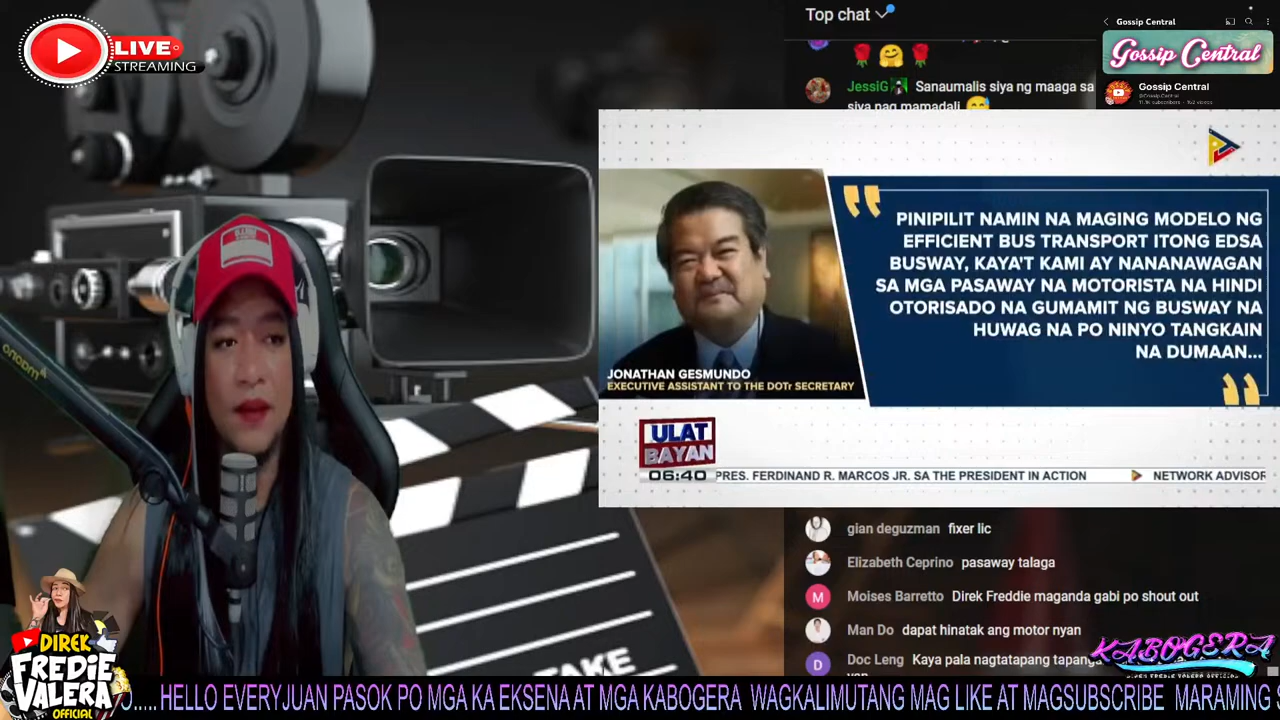 LIVE
STREAMING
Top chat
Gossip Central
Gossip Central
Gossip Central
JessiG Sanaumalis siya ng maaga sa
siya nag mamadali
PINIPILIT NAMIN NA MAGING MODELO NG
EFFICIENT BUS TRANSPORT ITONG EDSA
BUSWAY, KAYA'T KAMI AY NANANAWAGAN
SA MGA PASAWAY NA MOTORISTA NA HINDI
OTORISADO NA GUMAMIT NG BUSWAY NA
HUWAG NA PO NINYO TANGKAIN
NA DUMAAN...
JONATHAN GESMUNDO
EXECUTIVE ASSISTANT TO THE DOTr SECRETARY
maono
ULAT
BAYAN
06:40
PRES. FERDINAND R. MARCOS JR. SA THE PRESIDENT IN ACTION NETWORK ADVISOR
gian deguzman fixer lic
Elizabeth Ceprino pasaway talaga
M
Moises Barretto Direk Freddie maganda gabi po shout out
Man Do dapat hinatak ang motor nyan
D
Doc Leng Kaya pala nagtatapang tapang
TAKE
KABOGERA
DIREK
FREDIE
VALERA
OFFICIAL
..... HELLO EVERYJUAN PASOK PO MGA KA EKSENA AT MGA KABOGERA WAGKALIMUTANG MAG LIKE AT MAGSUBSCRIBE MARAMING